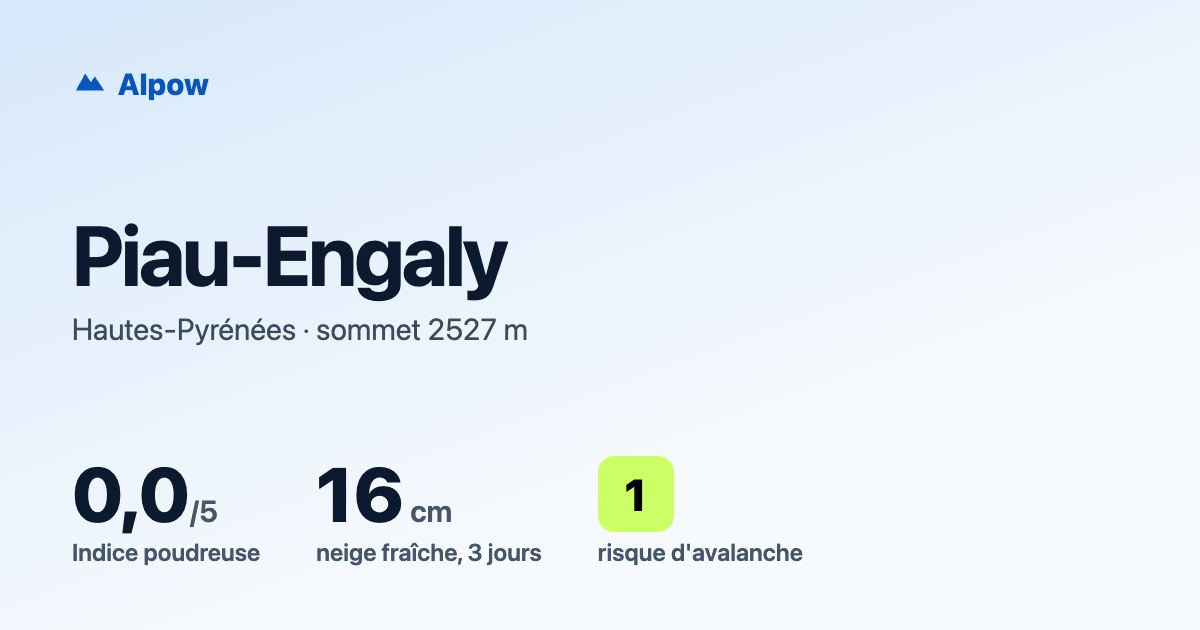 Alpow
Piau-Engaly
Hautes-Pyrénées · sommet 2527 m
0,0/5
Indice poudreuse
16 cm
neige fraîche, 3 jours
1
risque d'avalanche